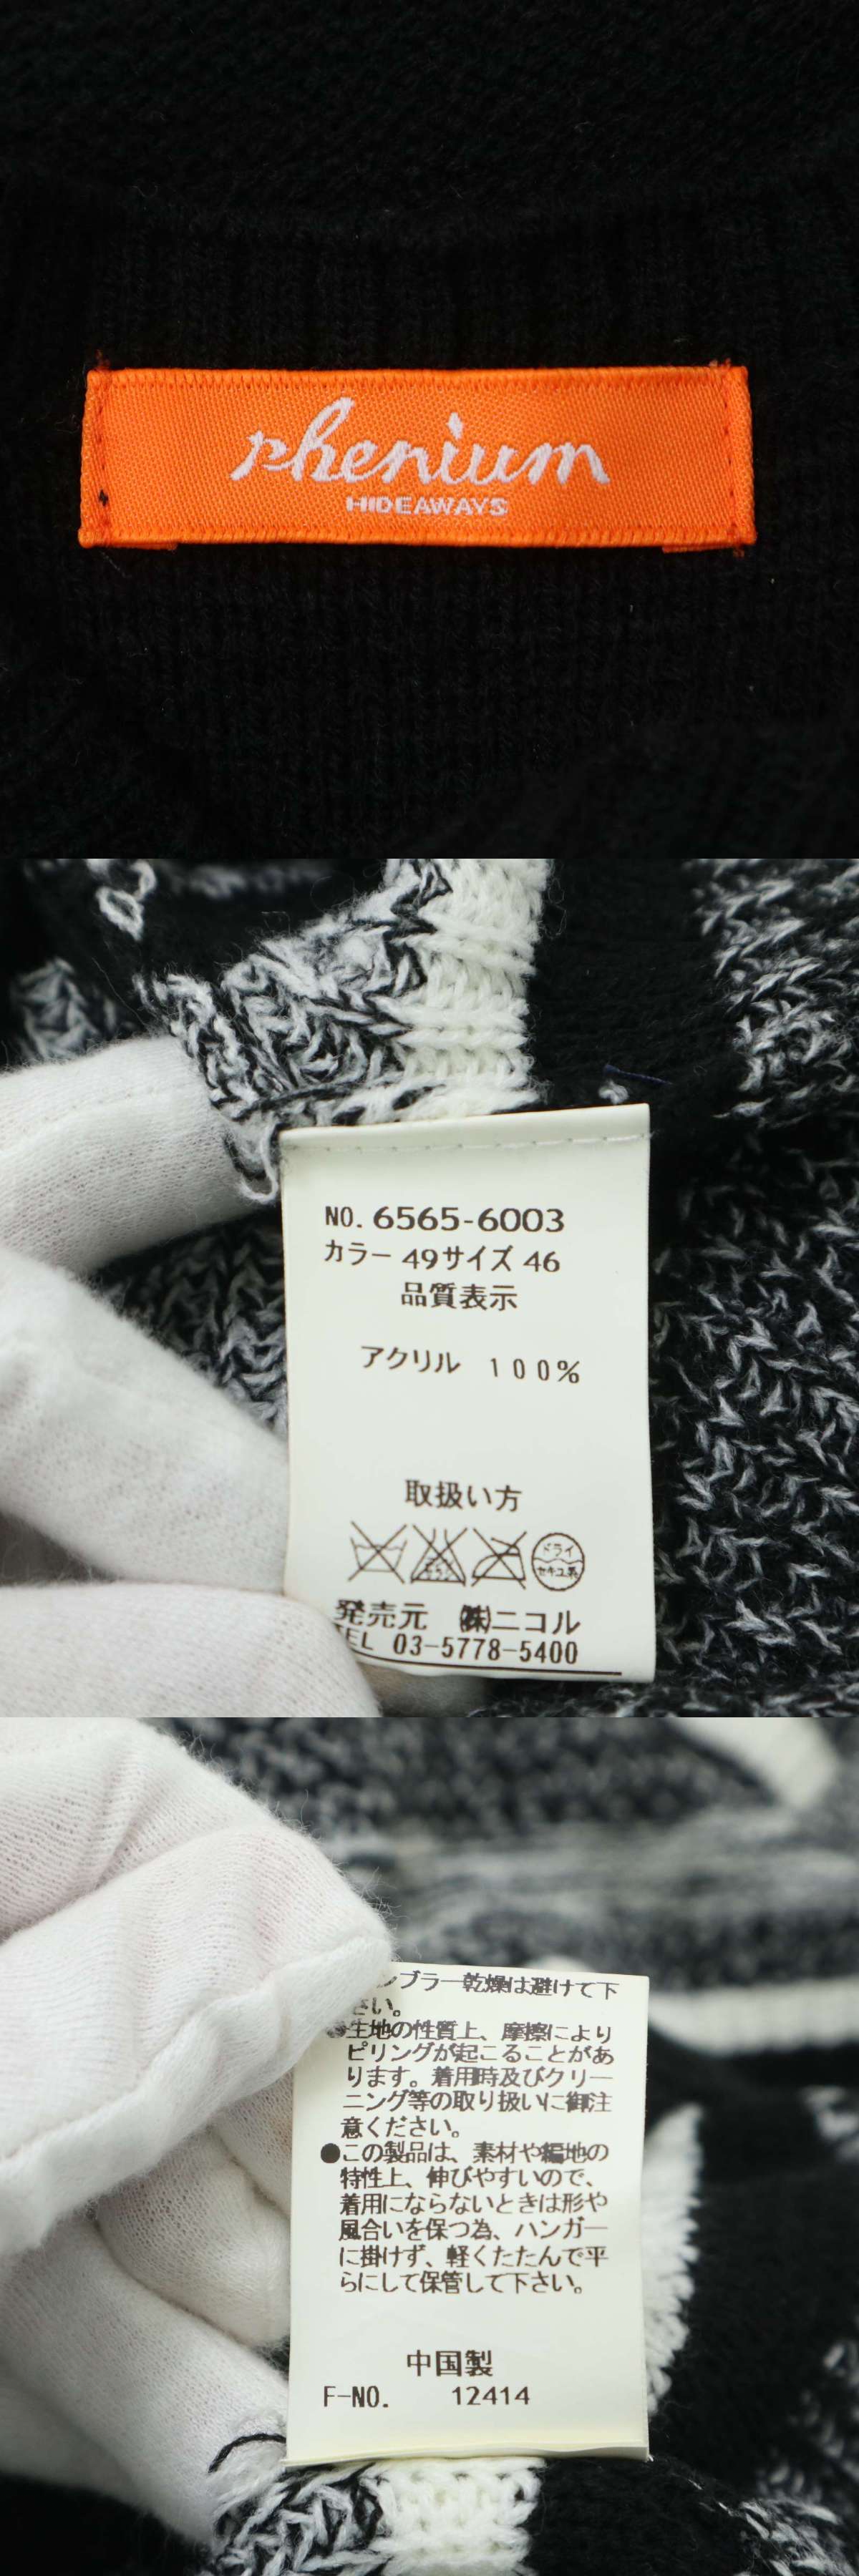 rhenium
HIDEAWAYS
NO. 6565-6003
カラー 49サイズ 46
品質表示
アクリル 100%
取扱い方
ドライ
セキユ系
発売元 ㈱ニコル
TEL 03-5778-5400
ンブラー乾燥は避けて下
さい。
●生地の性質上、摩擦により
ピリングが起こることがあ
ります。着用時及びクリー
ニング等の取り扱いに御注
意ください。
●この製品は、素材や編地の
特性上、伸びやすいので、
着用にならないときは形や
風合いを保つ為、ハンガー
に掛けず、軽くたたんで平
らにして保管して下さい。
中国製
F-NO. 12414